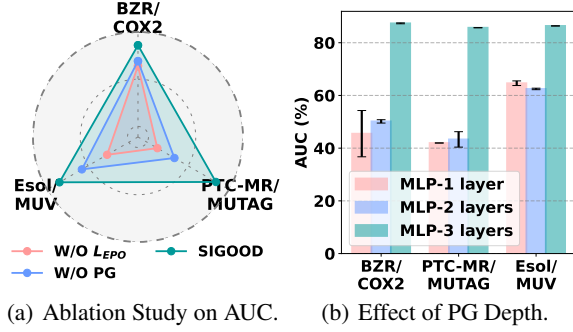 BZR/
COX2
Esol/
MUV
PTC-MR/
MUTAG
W/O L_EPO
SIGOOD
W/O PG
(a) Ablation Study on AUC.
AUC (%)
80
60
40
20
0
MLP-1 layer
MLP-2 layers
MLP-3 layers
BZR/
COX2
PTC-MR/
MUTAG
Esol/
MUV
(b) Effect of PG Depth.